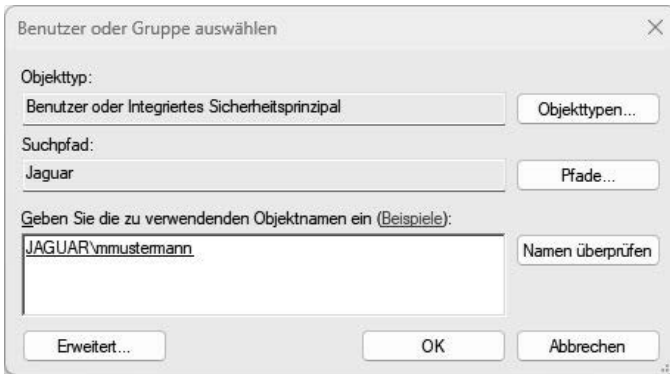 Benutzer oder Gruppe auswählen
Objekttyp:
Benutzer oder Integriertes Sicherheitsprinzipal
Objekttypen...
Suchpfad:
Jaguar
Pfade...
Geben Sie die zu verwendenden Objektnamen ein (Beispiele):
JAGUAR\mmustermann
Namen überprüfen
Erweitert...
OK
Abbrechen